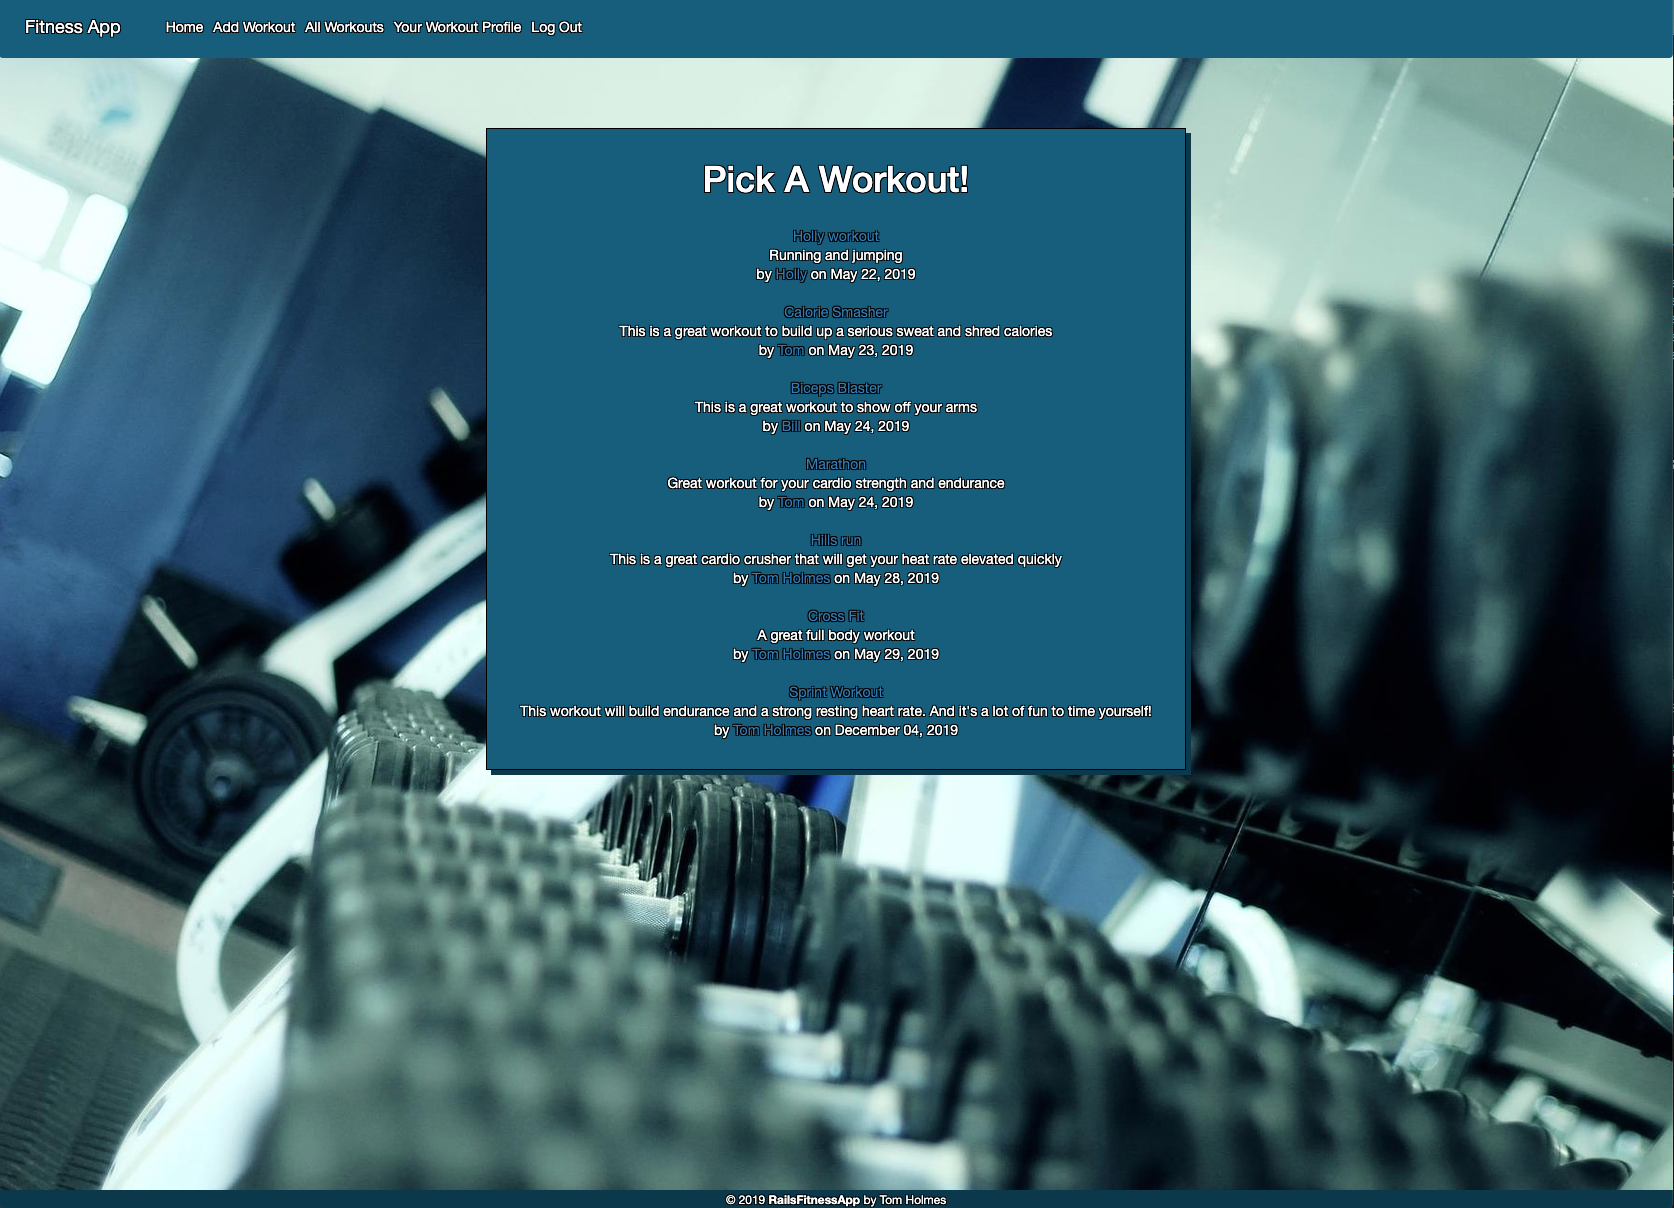 Fitness App Home Add Workout All Workouts Your Workout Profile Log Out
Pick A Workout!
Holly workout
Running and jumping
by Holly on May 22, 2019
Calorie Smasher
This is a great workout to build up a serious sweat and shred calories
by Tom on May 23, 2019
Biceps Blaster
This is a great workout to show off your arms
by Bill on May 24, 2019
Marathon
Great workout for your cardio strength and endurance
by Tom on May 24, 2019
Hills run
This is a great cardio crusher that will get your heat rate elevated quickly
by Tom Holmes on May 28, 2019
Cross Fit
A great full body workout
by Tom Holmes on May 29, 2019
Sprint Workout
This workout will build endurance and a strong resting heart rate. And it's a lot of fun to time yourself!
by Tom Holmes on December 04, 2019
© 2019 RailsFitnessApp by Tom Holmes